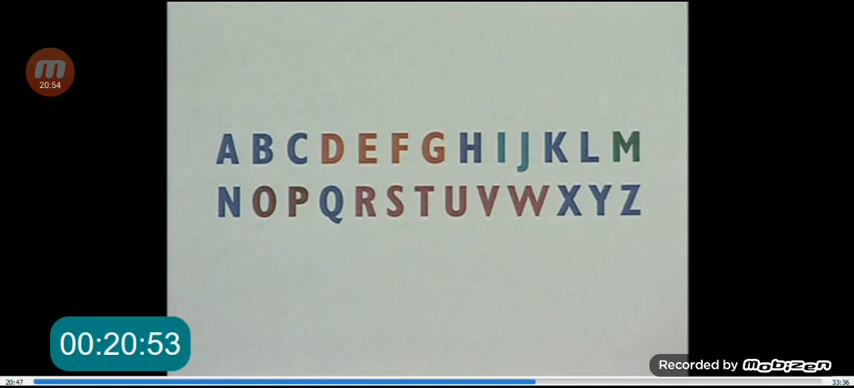 m
20:54
ABCDEFGHIJKLM
NOPQRSTUVWXYZ
00:20:53
Recorded by mobizen
20:47
33:36